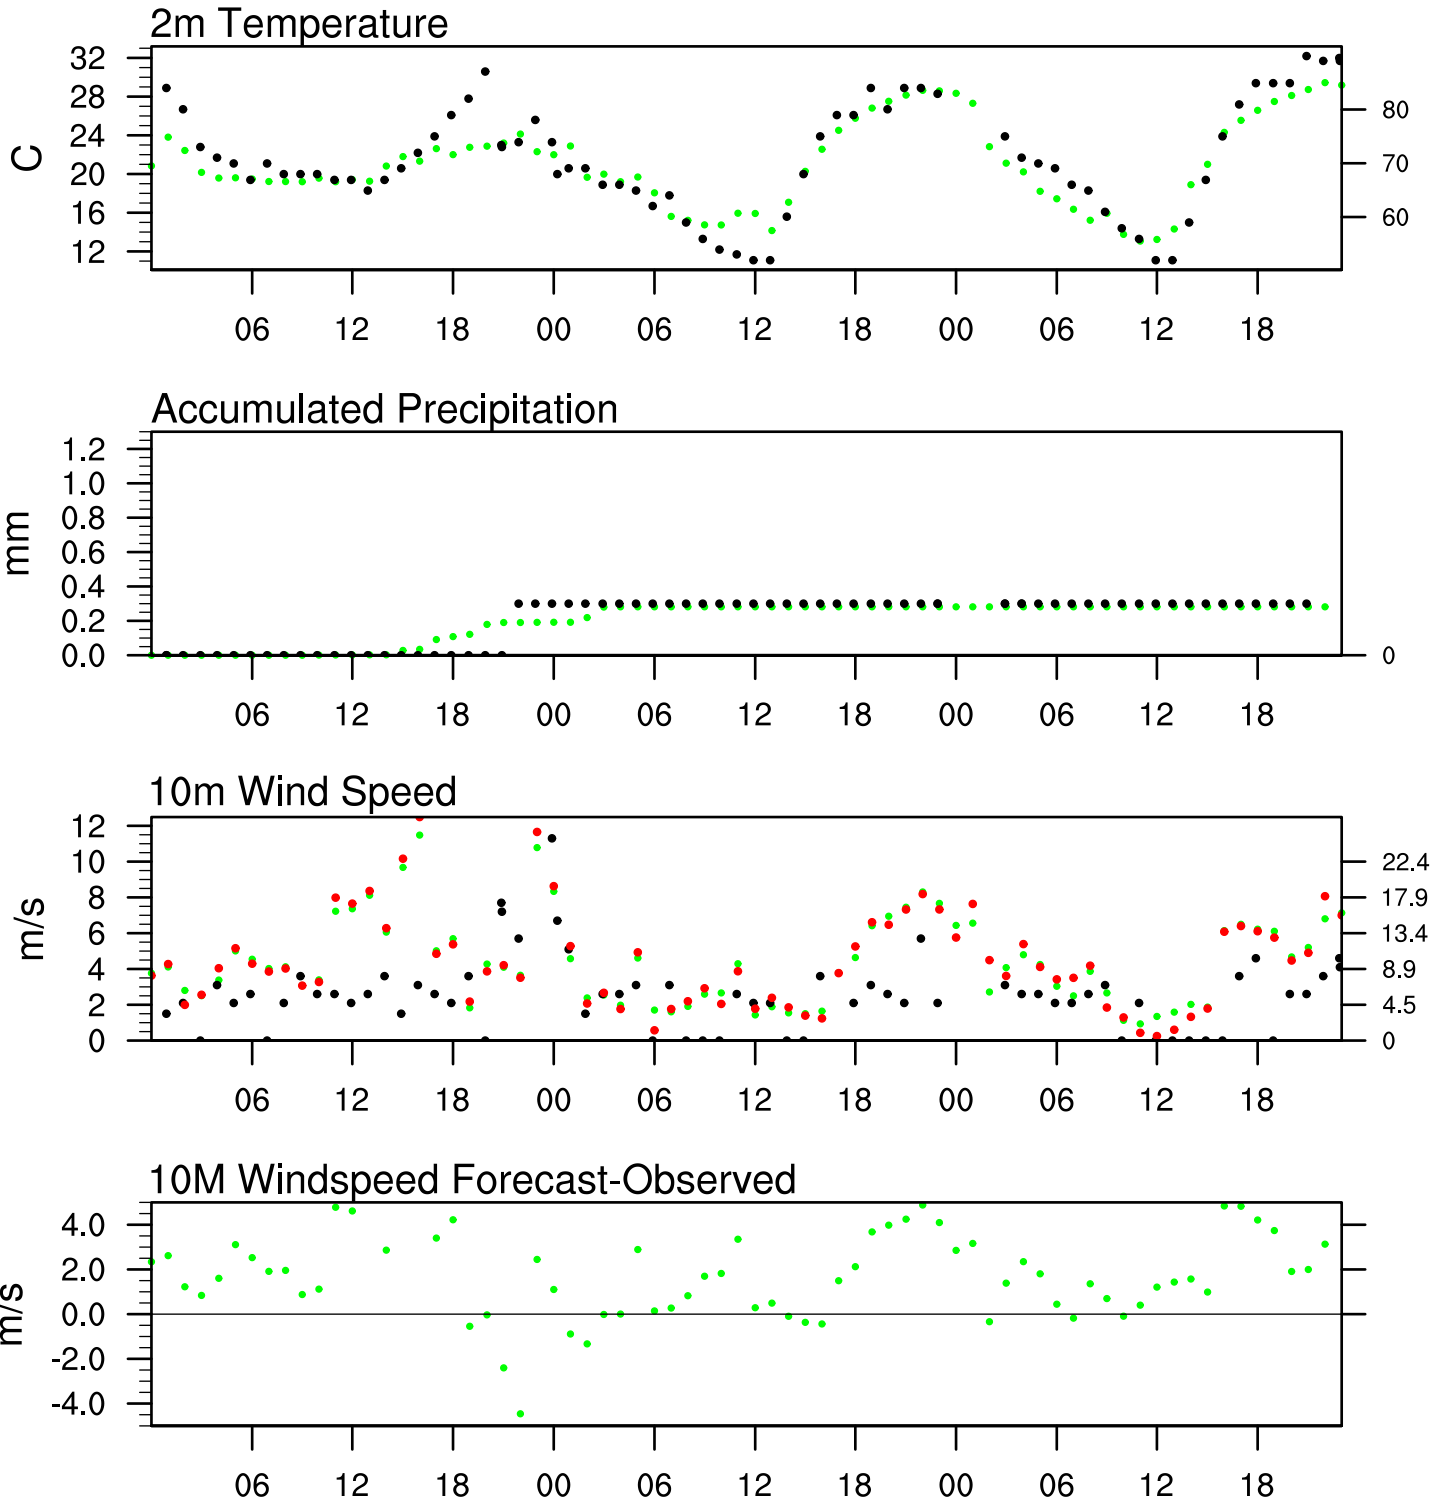 2m Temperature
32
28
24
20
16
12
C
80
70
60
06 12 18 00 06 12 18 00 06 12 18
Accumulated Precipitation
1.2
1.0
0.8
0.6
0.4
0.2
0.0
mm
0
06 12 18 00 06 12 18 00 06 12 18
10m Wind Speed
12
10
8
6
4
2
0
m/s
22.4
17.9
13.4
8.9
4.5
0
06 12 18 00 06 12 18 00 06 12 18
10M Windspeed Forecast-Observed
4.0
2.0
0.0
-2.0
-4.0
m/s
06 12 18 00 06 12 18 00 06 12 18